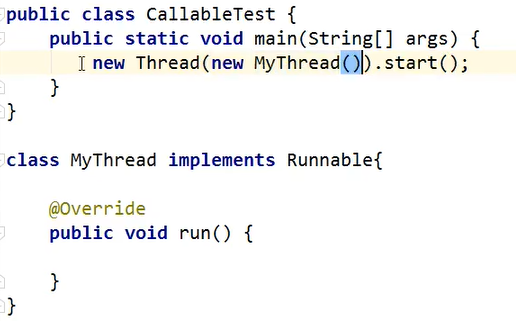 public class CallableTest {
    public static void main(String[] args) {
        new Thread(new MyThread()).start();
    }
}
class MyThread implements Runnable{
    @Override
    public void run() {
    }
}